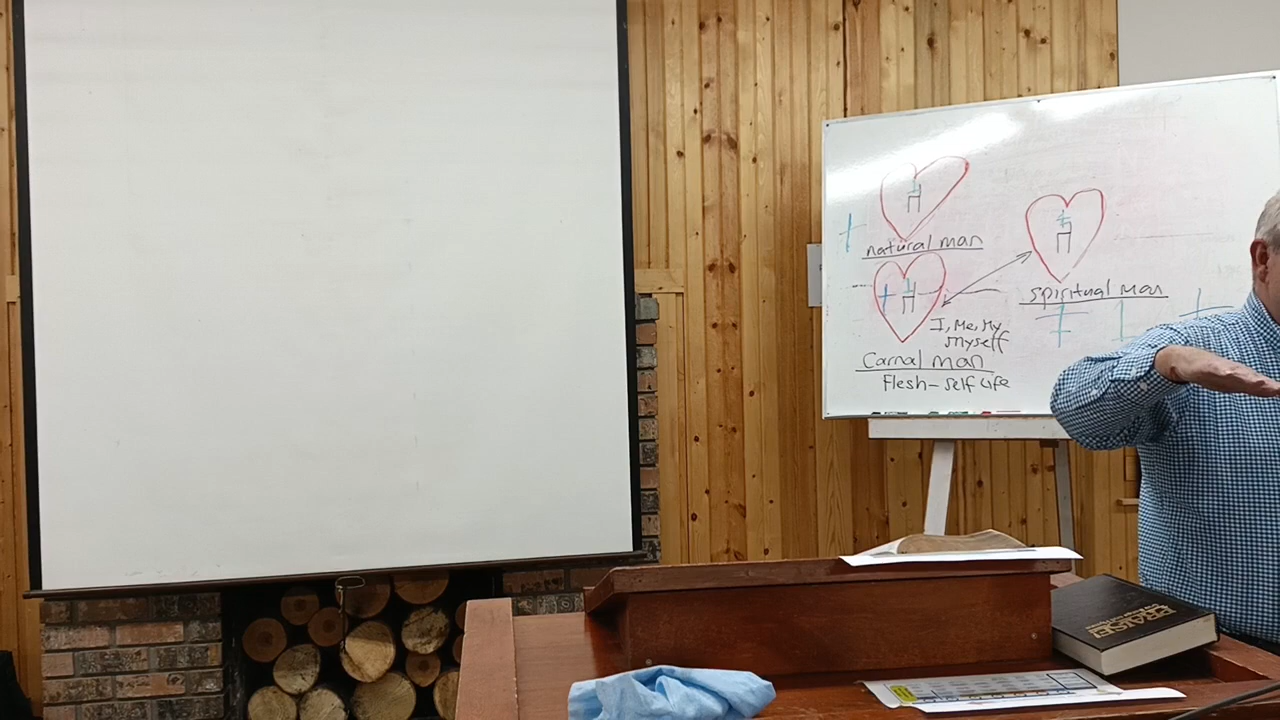 natural man
spiritual man
I, Me, My
Myself
Carnal man
Flesh - Self Life
PRAISE!